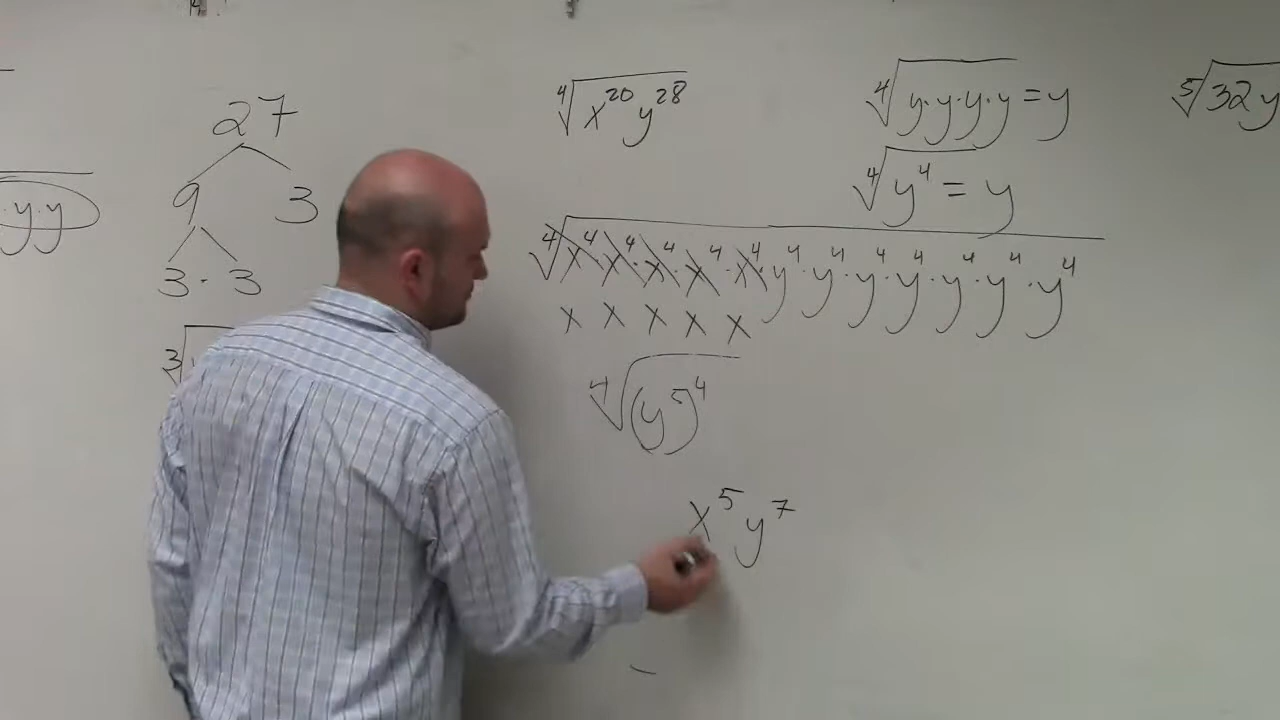 27
9 3
3 · 3
· y · y
∛
⁴√(x²⁰y²⁸)
⁴√(y·y·y·y) = y
⁴√(y⁴) = y
⁵√(32y
⁴√(x⁴·x⁴·x⁴·x⁴·x⁴·y⁴·y⁴·y⁴·y⁴·y⁴·y⁴·y⁴)
x x x x x
⁴√((y⁵)⁴)
x⁵y⁷